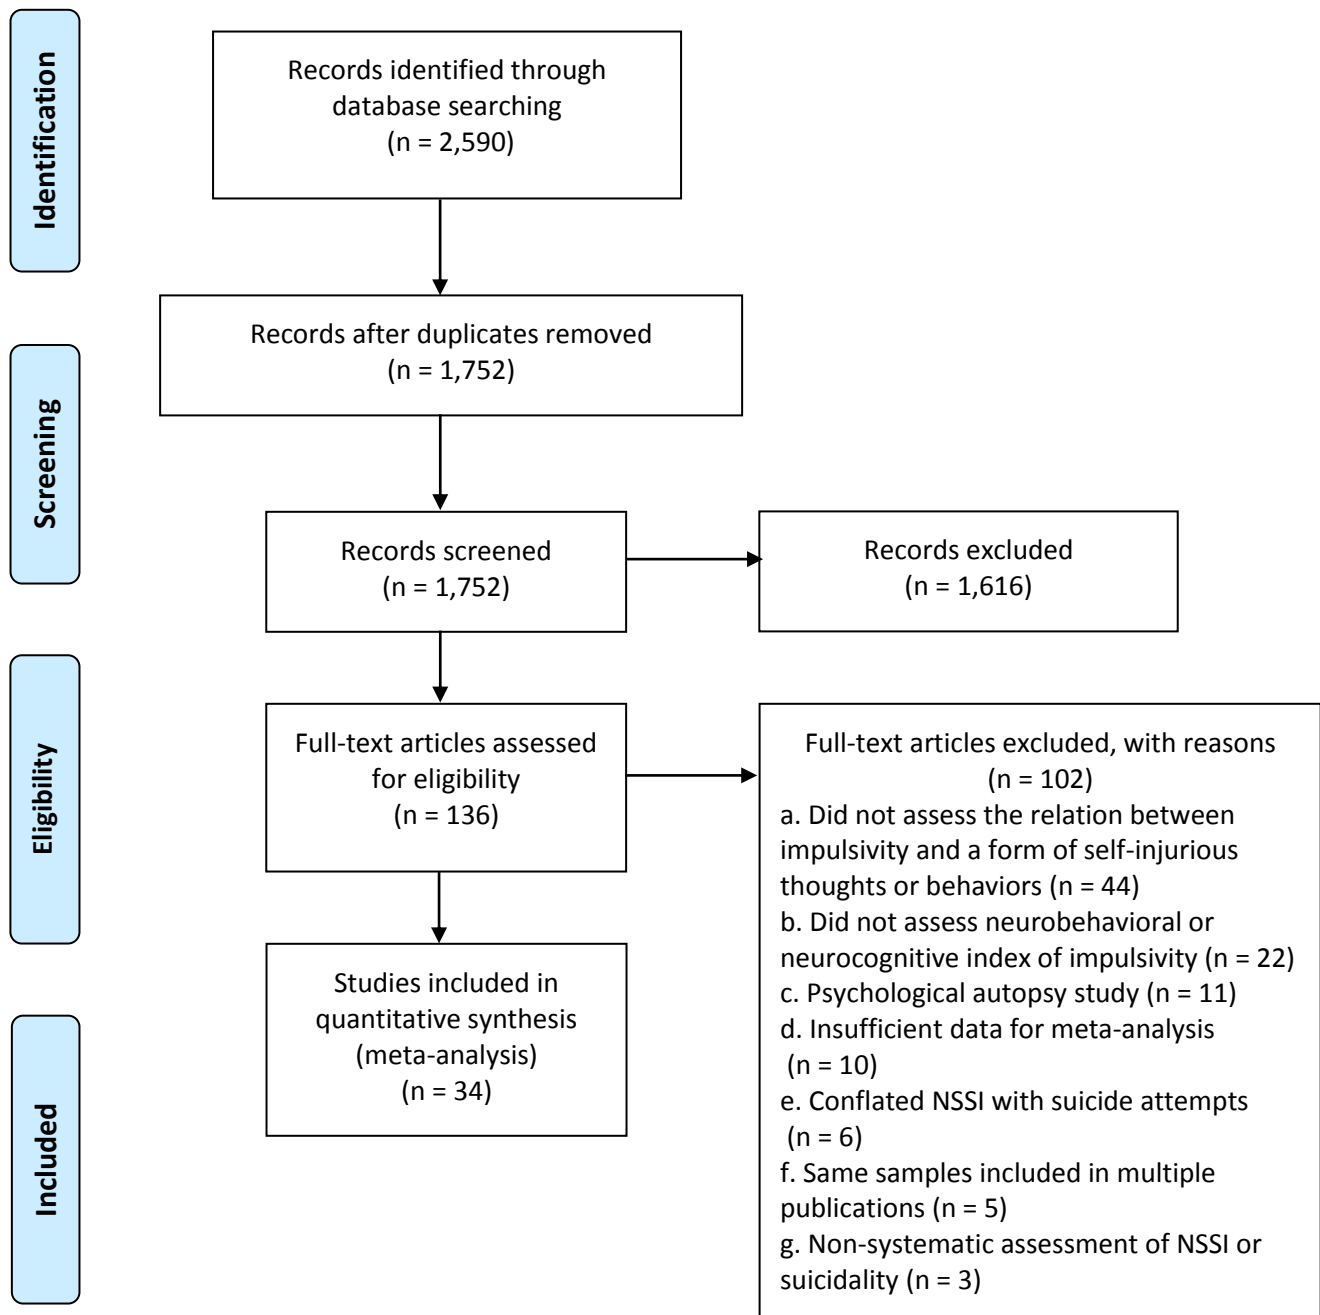 Identification
Records identified through
database searching
(n = 2,590)
Records after duplicates removed
(n = 1,752)
Screening
Records screened
(n = 1,752)
Records excluded
(n = 1,616)
Eligibility
Full-text articles assessed
for eligibility
(n = 136)
Full-text articles excluded, with reasons
(n = 102)
a. Did not assess the relation between
impulsivity and a form of self-injurious
thoughts or behaviors (n = 44)
b. Did not assess neurobehavioral or
neurocognitive index of impulsivity (n = 22)
c. Psychological autopsy study (n = 11)
d. Insufficient data for meta-analysis
(n = 10)
e. Conflated NSSI with suicide attempts
(n = 6)
f. Same samples included in multiple
publications (n = 5)
g. Non-systematic assessment of NSSI or
suicidality (n = 3)
Included
Studies included in
quantitative synthesis
(meta-analysis)
(n = 34)